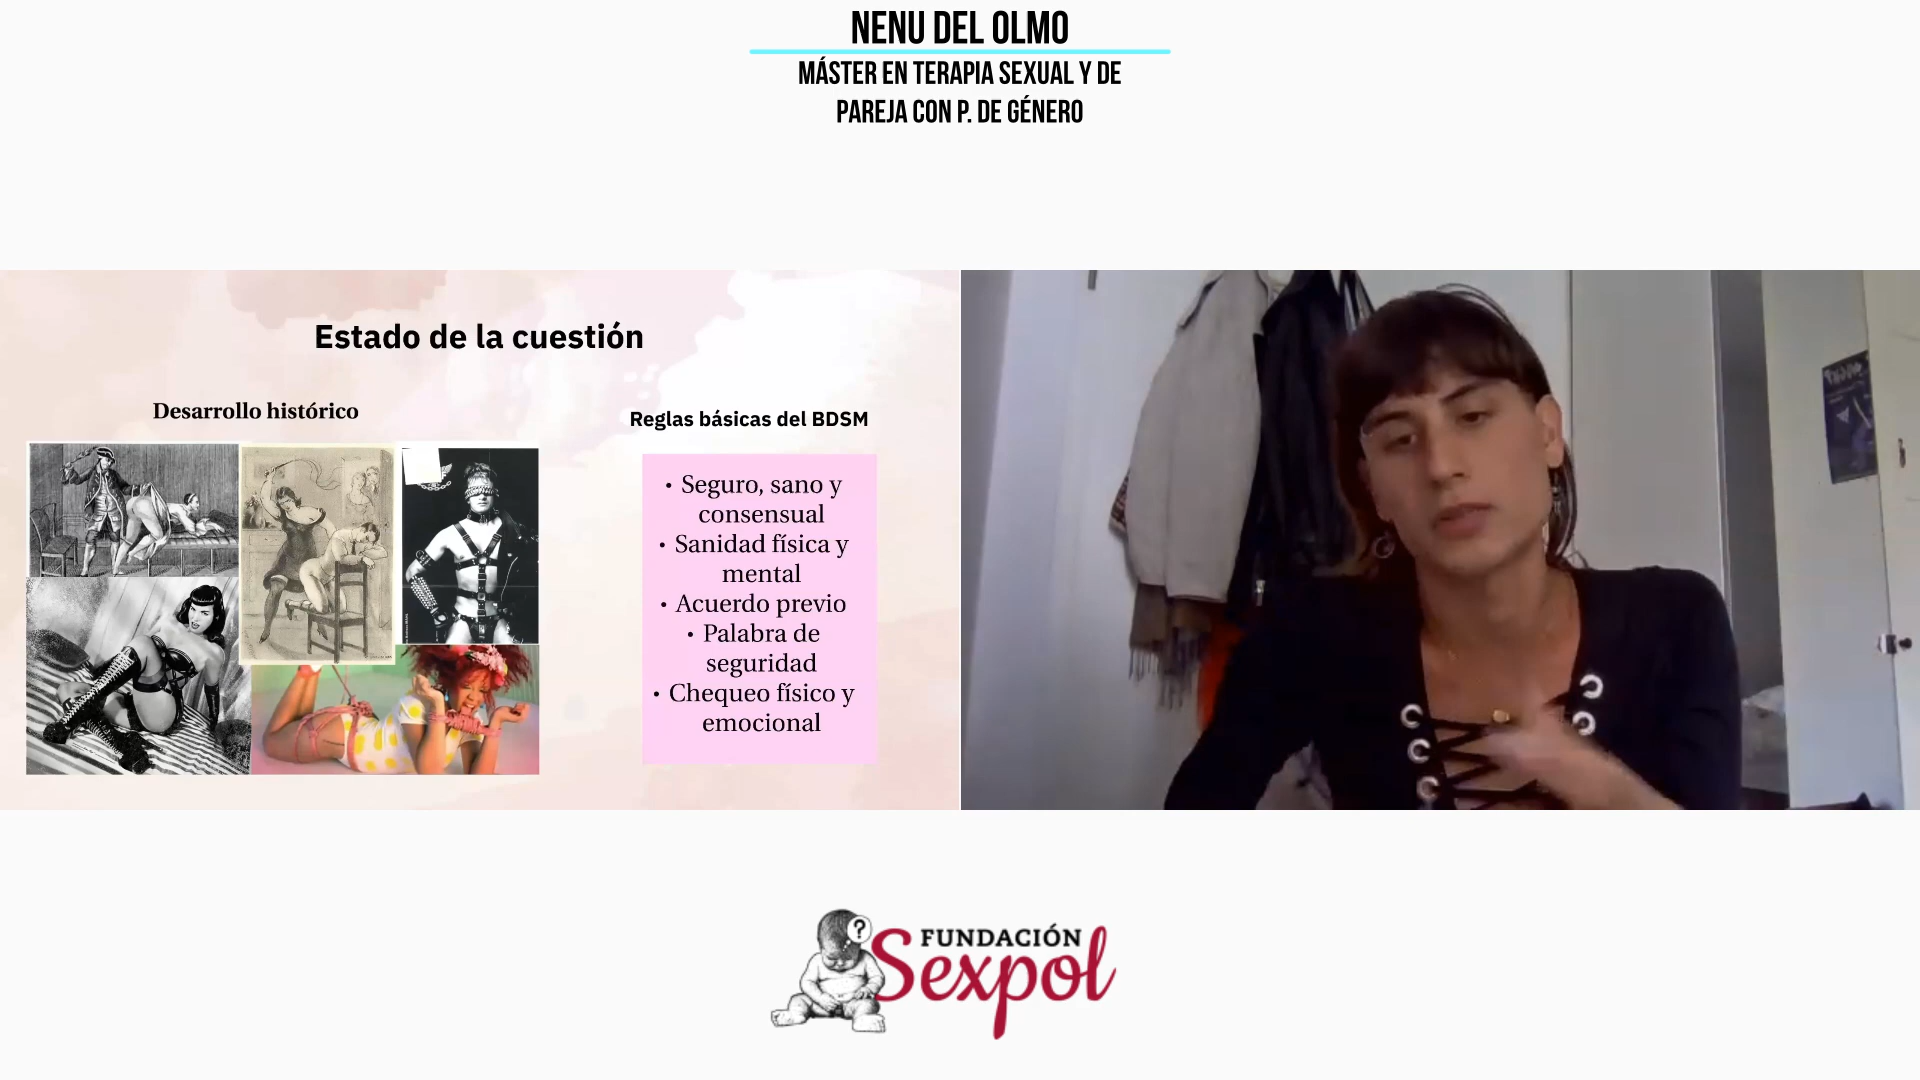 NENU DEL OLMO
MÁSTER EN TERAPIA SEXUAL Y DE
PAREJA CON P. DE GÉNERO
Estado de la cuestión
Desarrollo histórico
Reglas básicas del BDSM
• Seguro, sano y
consensual
• Sanidad física y
mental
• Acuerdo previo
• Palabra de
seguridad
• Chequeo físico y
emocional
?
FUNDACIÓN
Sexpol